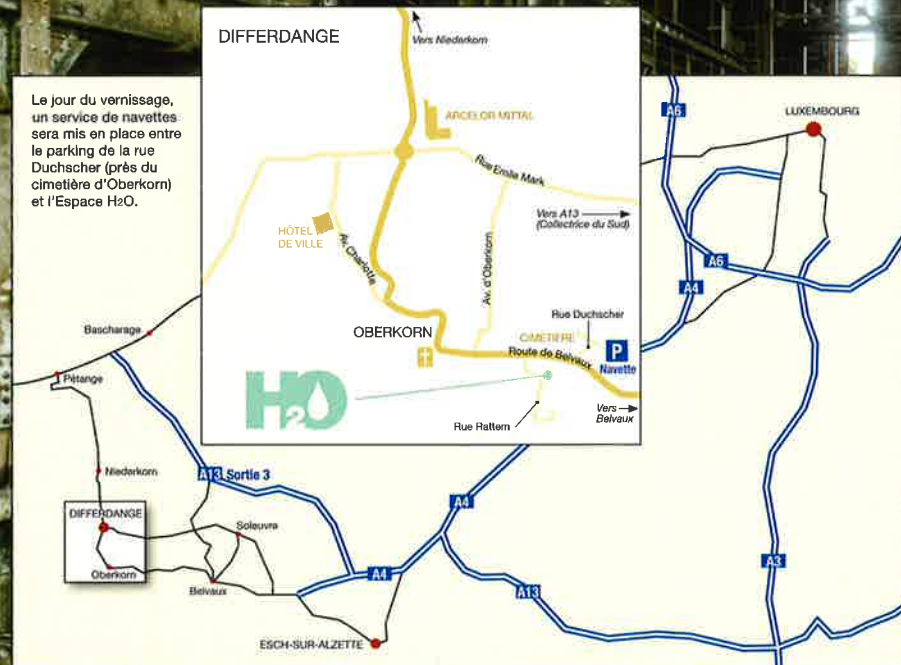 DIFFERDANGE
Vers Niederkorn
ARCELOR MITTAL
Rue Emile Mark
Vers A13
(Collectrice du Sud)
HÔTEL
DE VILLE
Av. Charlotte
Av. d'Oberkorn
OBERKORN
CIMETIÈRE
Rue Duchscher
Route de Belvaux
P
Navette
H2O
Rue Rattem
Vers
Belvaux
Le jour du vernissage,
un service de navettes
sera mis en place entre
le parking de la rue
Duchscher (près du
cimetière d'Oberkorn)
et l'Espace H2O.
A6
LUXEMBOURG
A6
A4
Bascharage
Pétange
Niederkorn
A13 Sortie 3
DIFFERDANGE
Soleuvre
Oberkorn
Belvaux
A4
A4
A13
A3
ESCH-SUR-ALZETTE